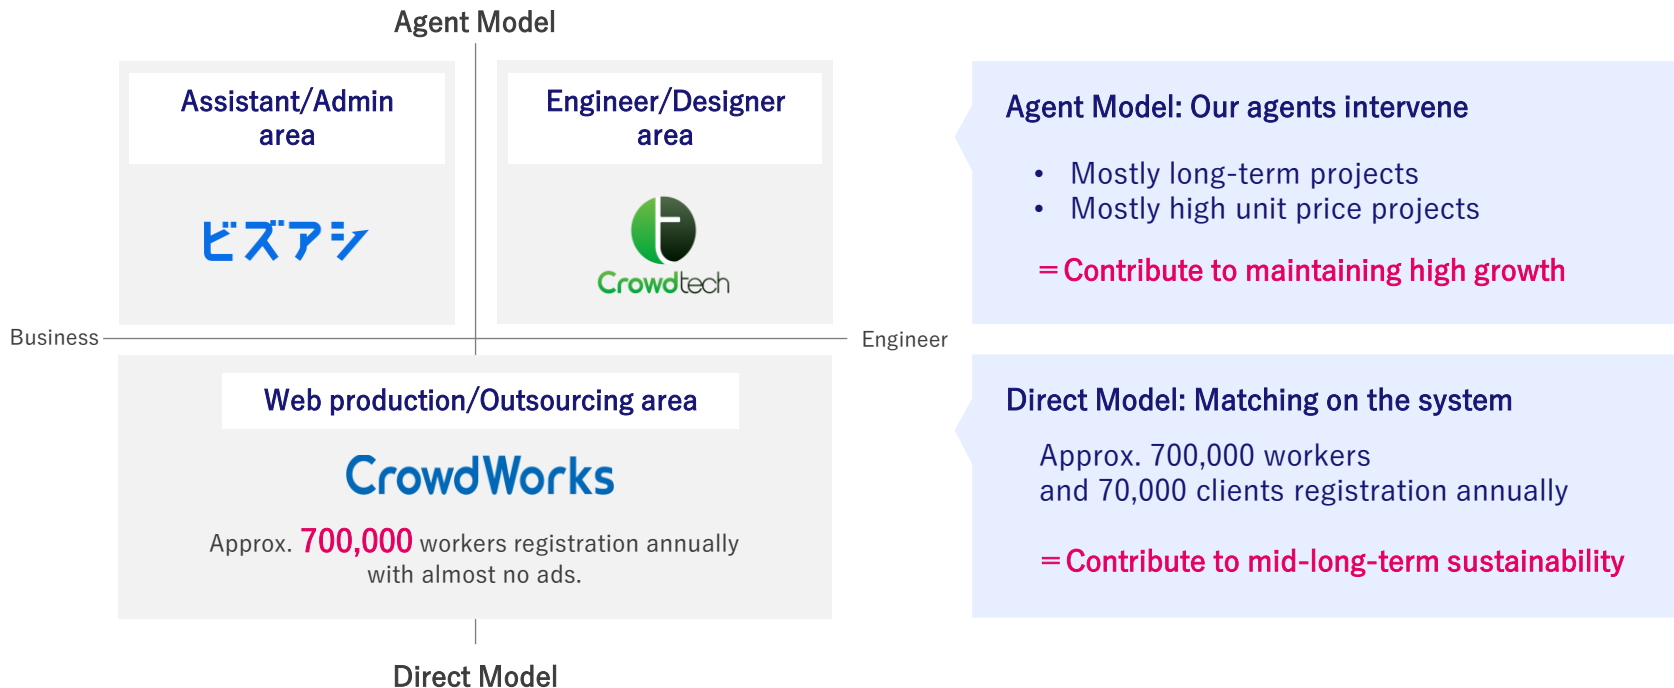 Agent Model
Assistant/Admin
area
ビズアシ
Engineer/Designer
area
Crowdtech
Business
Engineer
Web production/Outsourcing area
CrowdWorks
Approx. 700,000 workers registration annually
with almost no ads.
Direct Model
Agent Model: Our agents intervene
• Mostly long-term projects
• Mostly high unit price projects
＝Contribute to maintaining high growth
Direct Model: Matching on the system
Approx. 700,000 workers
and 70,000 clients registration annually
＝Contribute to mid-long-term sustainability